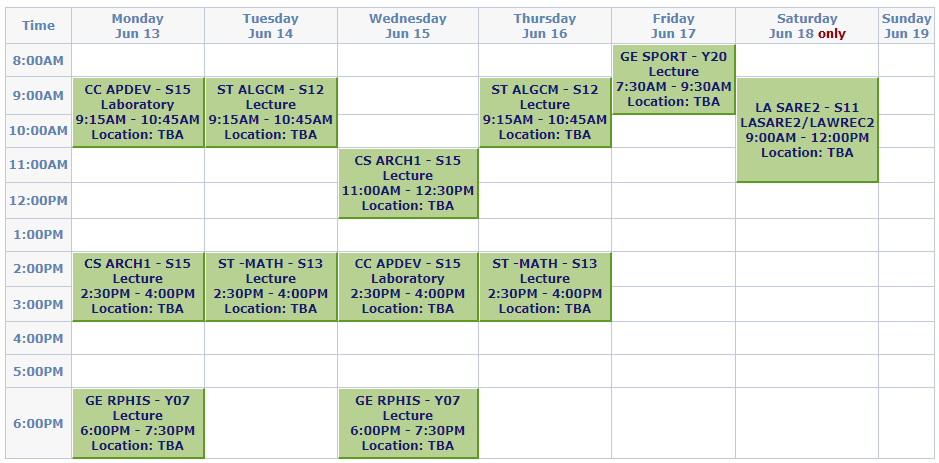 Time
Monday
Jun 13
Tuesday
Jun 14
Wednesday
Jun 15
Thursday
Jun 16
Friday
Jun 17
Saturday
Jun 18 only
Sunday
Jun 19
8:00AM
GE SPORT - Y20
Lecture
7:30AM - 9:30AM
Location: TBA
9:00AM
CC APDEV - S15
Laboratory
9:15AM - 10:45AM
Location: TBA
ST ALGCM - S12
Lecture
9:15AM - 10:45AM
Location: TBA
ST ALGCM - S12
Lecture
9:15AM - 10:45AM
Location: TBA
LA SARE2 - S11
LASARE2/LAWREC2
9:00AM - 12:00PM
Location: TBA
10:00AM
11:00AM
CS ARCH1 - S15
Lecture
11:00AM - 12:30PM
Location: TBA
12:00PM
1:00PM
2:00PM
CS ARCH1 - S15
Lecture
2:30PM - 4:00PM
Location: TBA
ST -MATH - S13
Lecture
2:30PM - 4:00PM
Location: TBA
CC APDEV - S15
Laboratory
2:30PM - 4:00PM
Location: TBA
ST -MATH - S13
Lecture
2:30PM - 4:00PM
Location: TBA
3:00PM
4:00PM
5:00PM
6:00PM
GE RPHIS - Y07
Lecture
6:00PM - 7:30PM
Location: TBA
GE RPHIS - Y07
Lecture
6:00PM - 7:30PM
Location: TBA